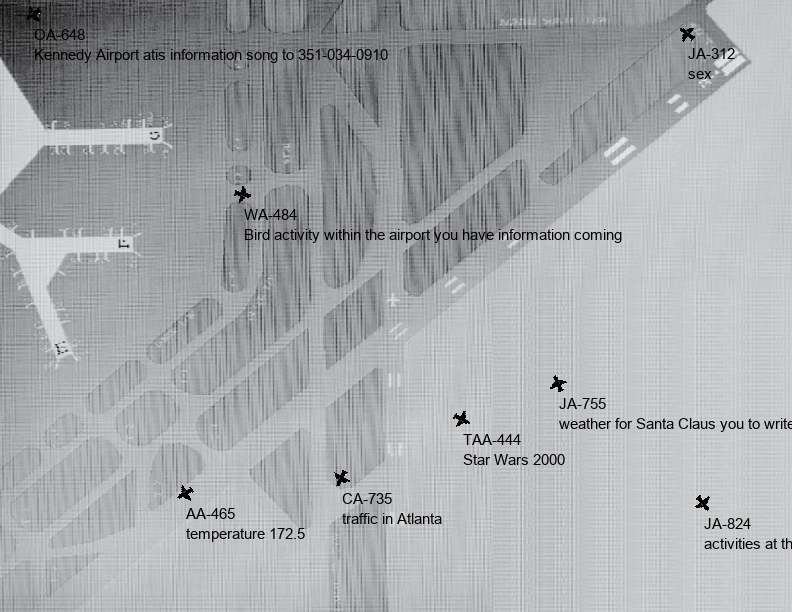 OA-648
Kennedy Airport atis information song to 351-034-0910
JA-312
sex
WA-484
Bird activity within the airport you have information coming
JA-755
weather for Santa Claus you to write
TAA-444
Star Wars 2000
CA-735
traffic in Atlanta
AA-465
temperature 172.5
JA-824
activities at th